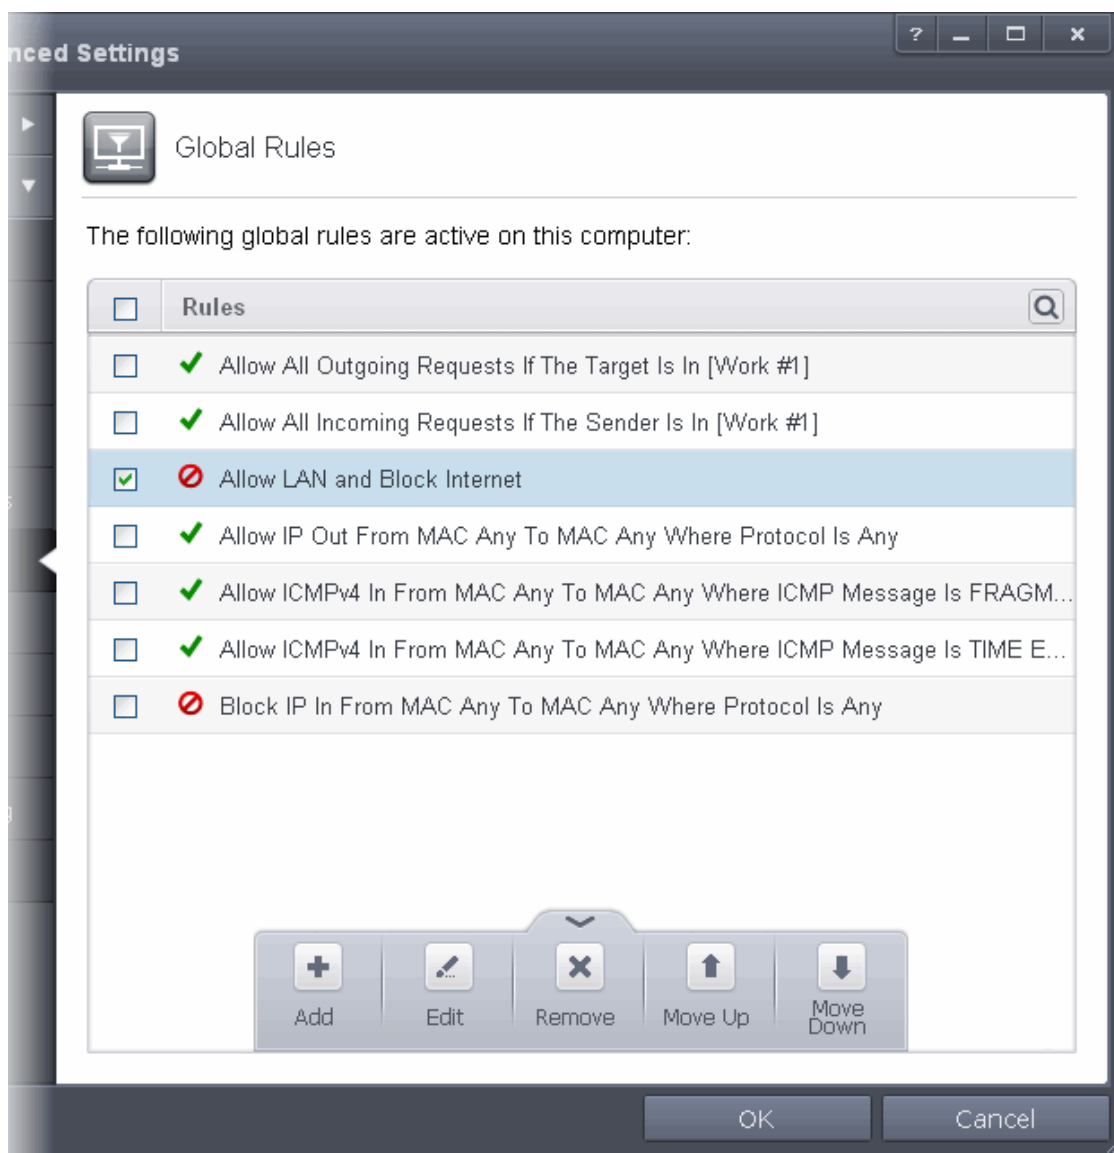 nced Settings
?
Global Rules
The following global rules are active on this computer:
Rules
Allow All Outgoing Requests If The Target Is In [Work #1]
Allow All Incoming Requests If The Sender Is In [Work #1]
Allow LAN and Block Internet
Allow IP Out From MAC Any To MAC Any Where Protocol Is Any
Allow ICMPv4 In From MAC Any To MAC Any Where ICMP Message Is FRAGM...
Allow ICMPv4 In From MAC Any To MAC Any Where ICMP Message Is TIME E...
Block IP In From MAC Any To MAC Any Where Protocol Is Any
Add
Edit
Remove
Move Up
Move
Down
OK
Cancel